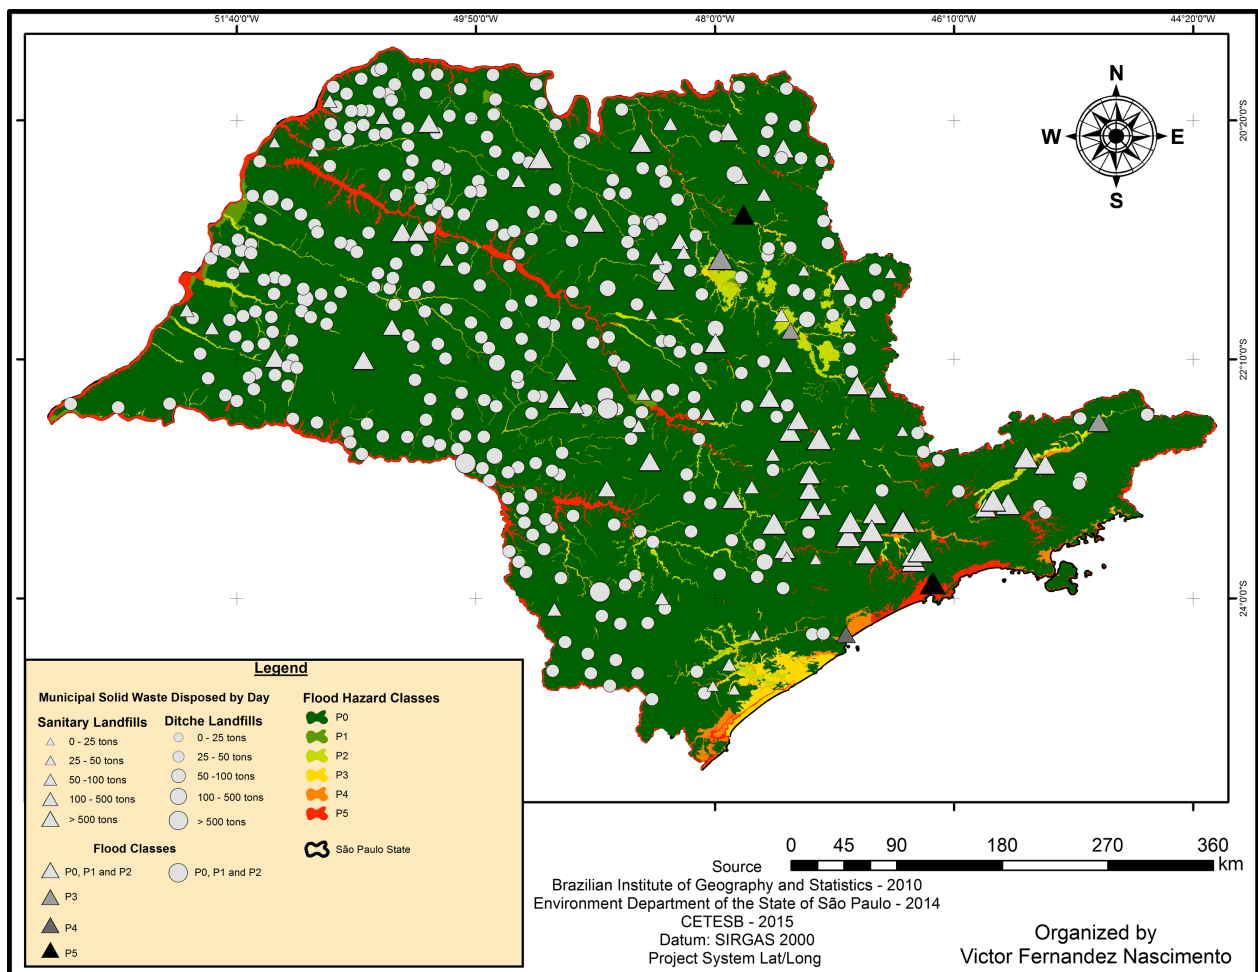 51°40'0"W 49°50'0"W 48°0'0"W 46°10'0"W 44°20'0"W
N
W E
S
20°20'0"S
22°10'0"S
24°0'0"S
Legend
Municipal Solid Waste Disposed by Day
Sanitary Landfills
0 - 25 tons
25 - 50 tons
50 -100 tons
100 - 500 tons
> 500 tons
Ditche Landfills
0 - 25 tons
25 - 50 tons
50 -100 tons
100 - 500 tons
> 500 tons
Flood Classes
P0, P1 and P2
P3
P4
P5
P0, P1 and P2
Flood Hazard Classes
P0
P1
P2
P3
P4
P5
São Paulo State
0 45 90 180 270 360
km
Source
Brazilian Institute of Geography and Statistics - 2010
Environment Department of the State of São Paulo - 2014
CETESB - 2015
Datum: SIRGAS 2000
Project System Lat/Long
Organized by
Victor Fernandez Nascimento